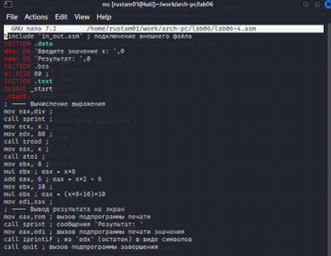 mc [rustam01@kali]:~/work/arch-pc/lab06
File Actions Edit View Help
GNU nano 7.2 /home/rustam01/work/arch-pc/lab06/lab06-4.asm
%include 'in_out.asm' ; подключение внешнего файла
SECTION .data
div: DB 'Введите значение x: ',0
rem: DB 'Результат: ',0
SECTION .bss
x: RESB 80 ;
SECTION .text
GLOBAL _start
_start:
; ---- Вычисление выражения
mov eax,div ;
call sprint ;
mov ecx, x ;
mov edx, 80 ;
call sread ;
mov eax, x ;
call atoi ;
mov ebx, 8 ;
mul ebx ; eax = x*8
add eax, 6 ; eax = x*2 + 6
mov ebx, 10 ;
mul ebx ; eax = (x*8+10)*10
mov edi,eax ;
; ---- Вывод результата на экран
mov eax,rem ; вызов подпрограммы печати
call sprint ; сообщения 'Результат: '
mov eax,edi ; вызов подпрограммы печати значения
call iprintLF ; из 'edx' (остаток) в виде символов
call quit ; вызов подпрограммы завершения